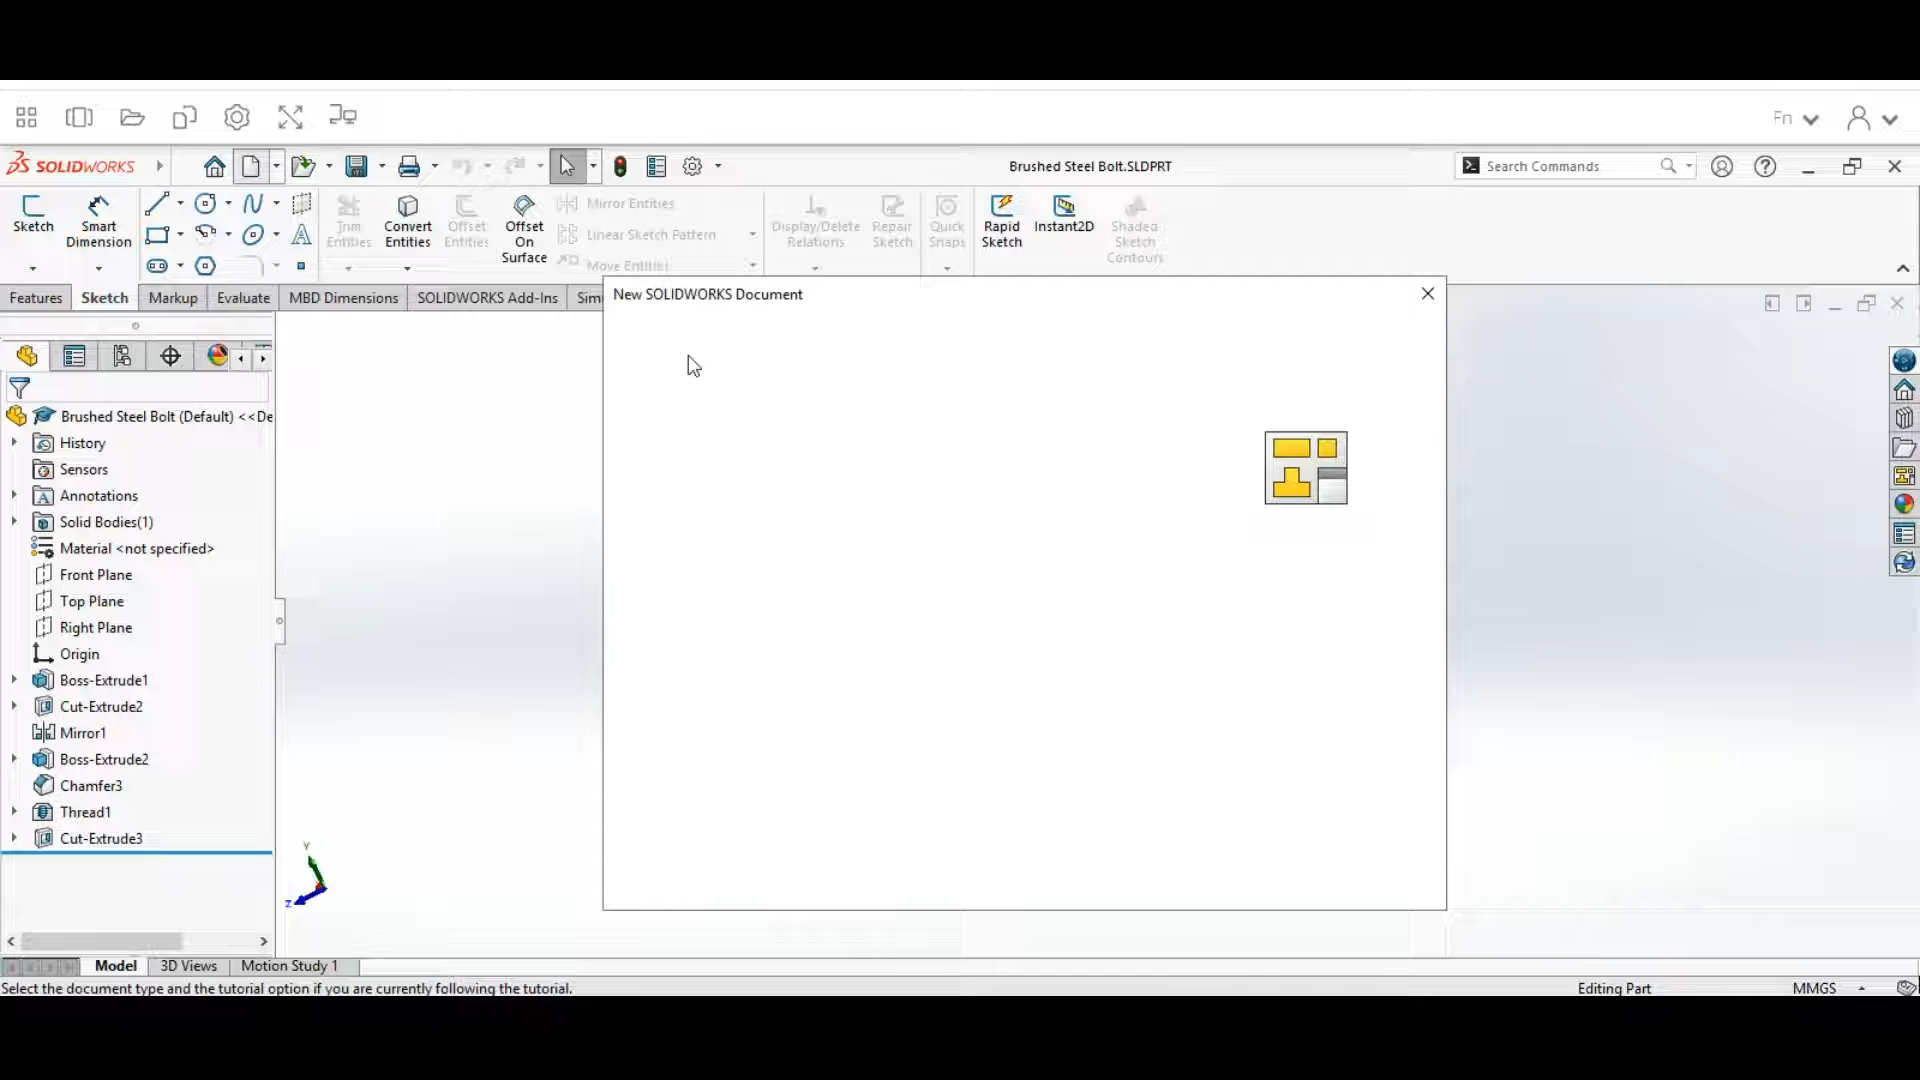 Fn
SOLIDWORKS
Brushed Steel Bolt.SLDPRT
Search Commands
Sketch
Smart Dimension
Trim Entities
Convert Entities
Offset Entities
Offset On Surface
Mirror Entities
Linear Sketch Pattern
Move Entities
Display/Delete Relations
Repair Sketch
Quick Snaps
Rapid Sketch
Instant2D
Shaded Sketch Contours
Features
Sketch
Markup
Evaluate
MBD Dimensions
SOLIDWORKS Add-Ins
Sim
New SOLIDWORKS Document
Brushed Steel Bolt (Default) <<De
History
Sensors
Annotations
Solid Bodies(1)
Material <not specified>
Front Plane
Top Plane
Right Plane
Origin
Boss-Extrude1
Cut-Extrude2
Mirror1
Boss-Extrude2
Chamfer3
Thread1
Cut-Extrude3
Y
Z
Model
3D Views
Motion Study 1
Select the document type and the tutorial option if you are currently following the tutorial.
Editing Part
MMGS